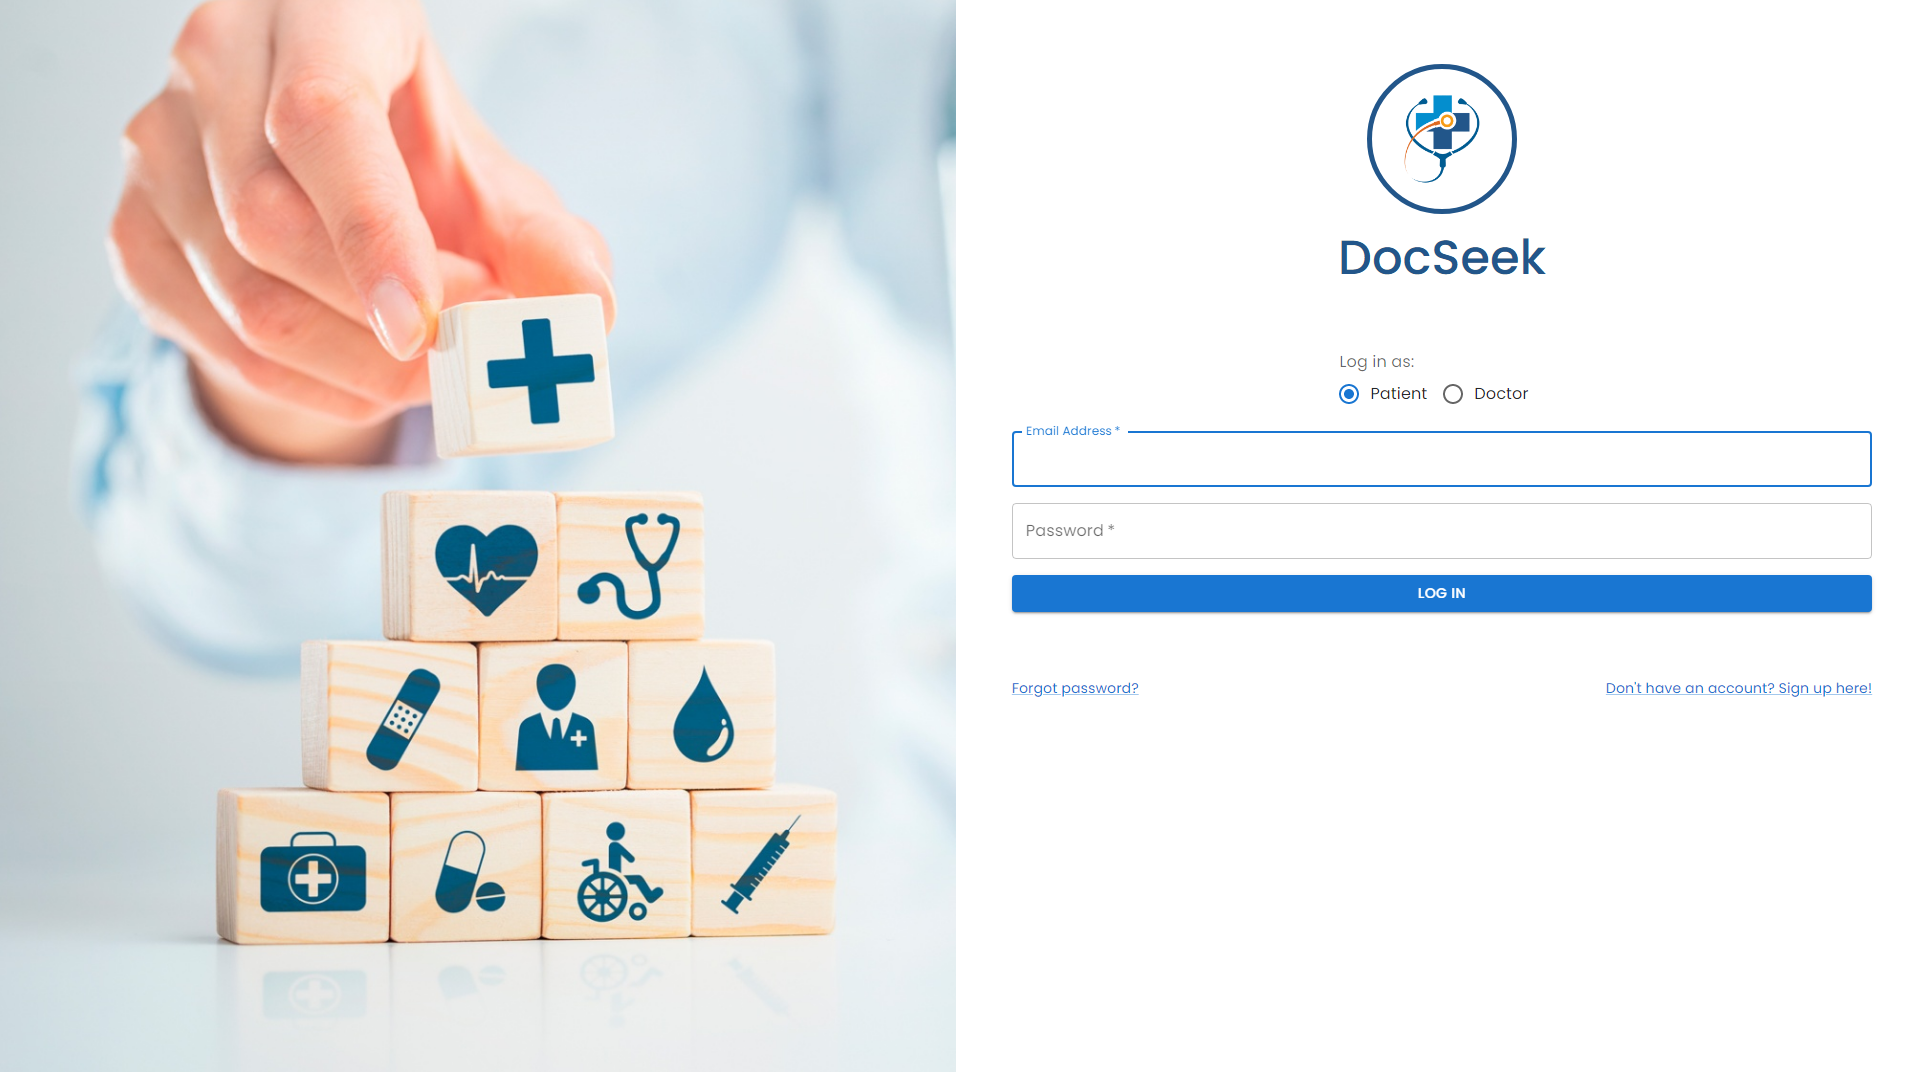 DocSeek
Log in as:
Patient
Doctor
Email Address *
Password *
LOG IN
Forgot password?
Don't have an account? Sign up here!